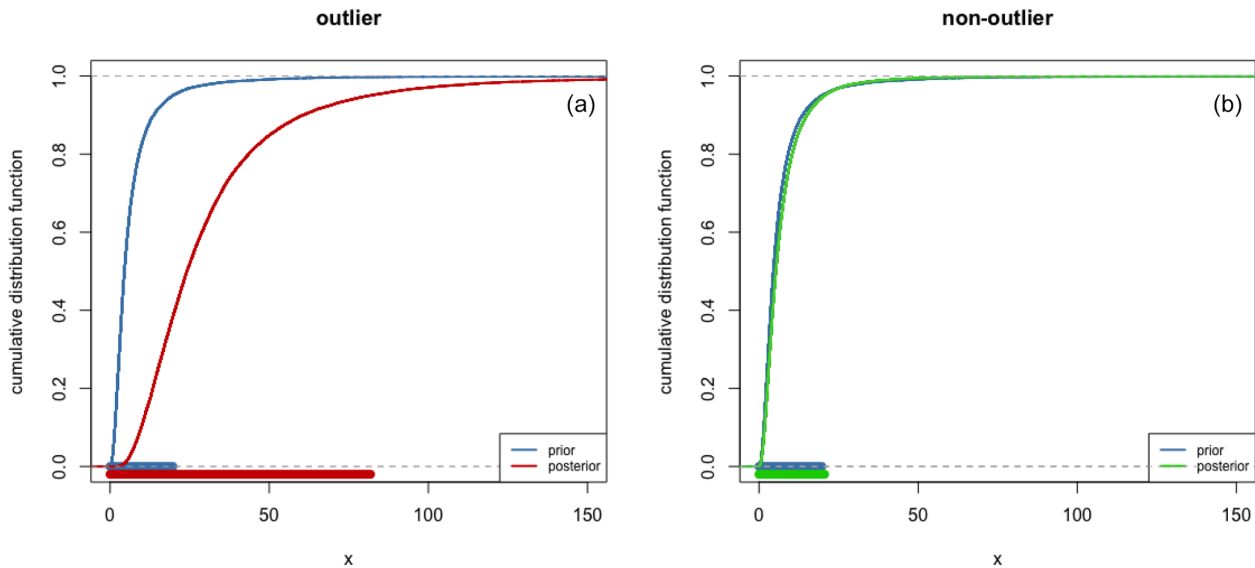 outlier
cumulative distribution function
1.0
0.8
0.6
0.4
0.2
0.0
(a)
prior
posterior
0 50 100 150
x
non-outlier
cumulative distribution function
1.0
0.8
0.6
0.4
0.2
0.0
(b)
prior
posterior
0 50 100 150
x